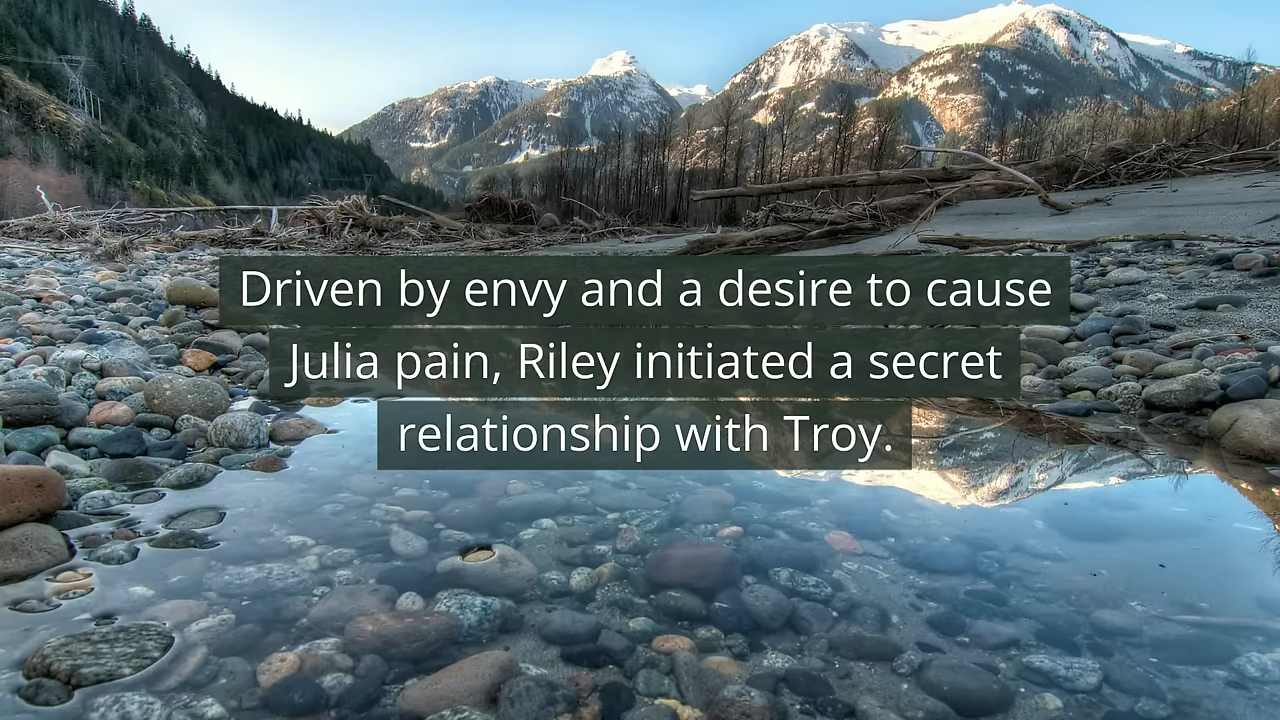 Driven by envy and a desire to cause
Julia pain, Riley initiated a secret
relationship with Troy.